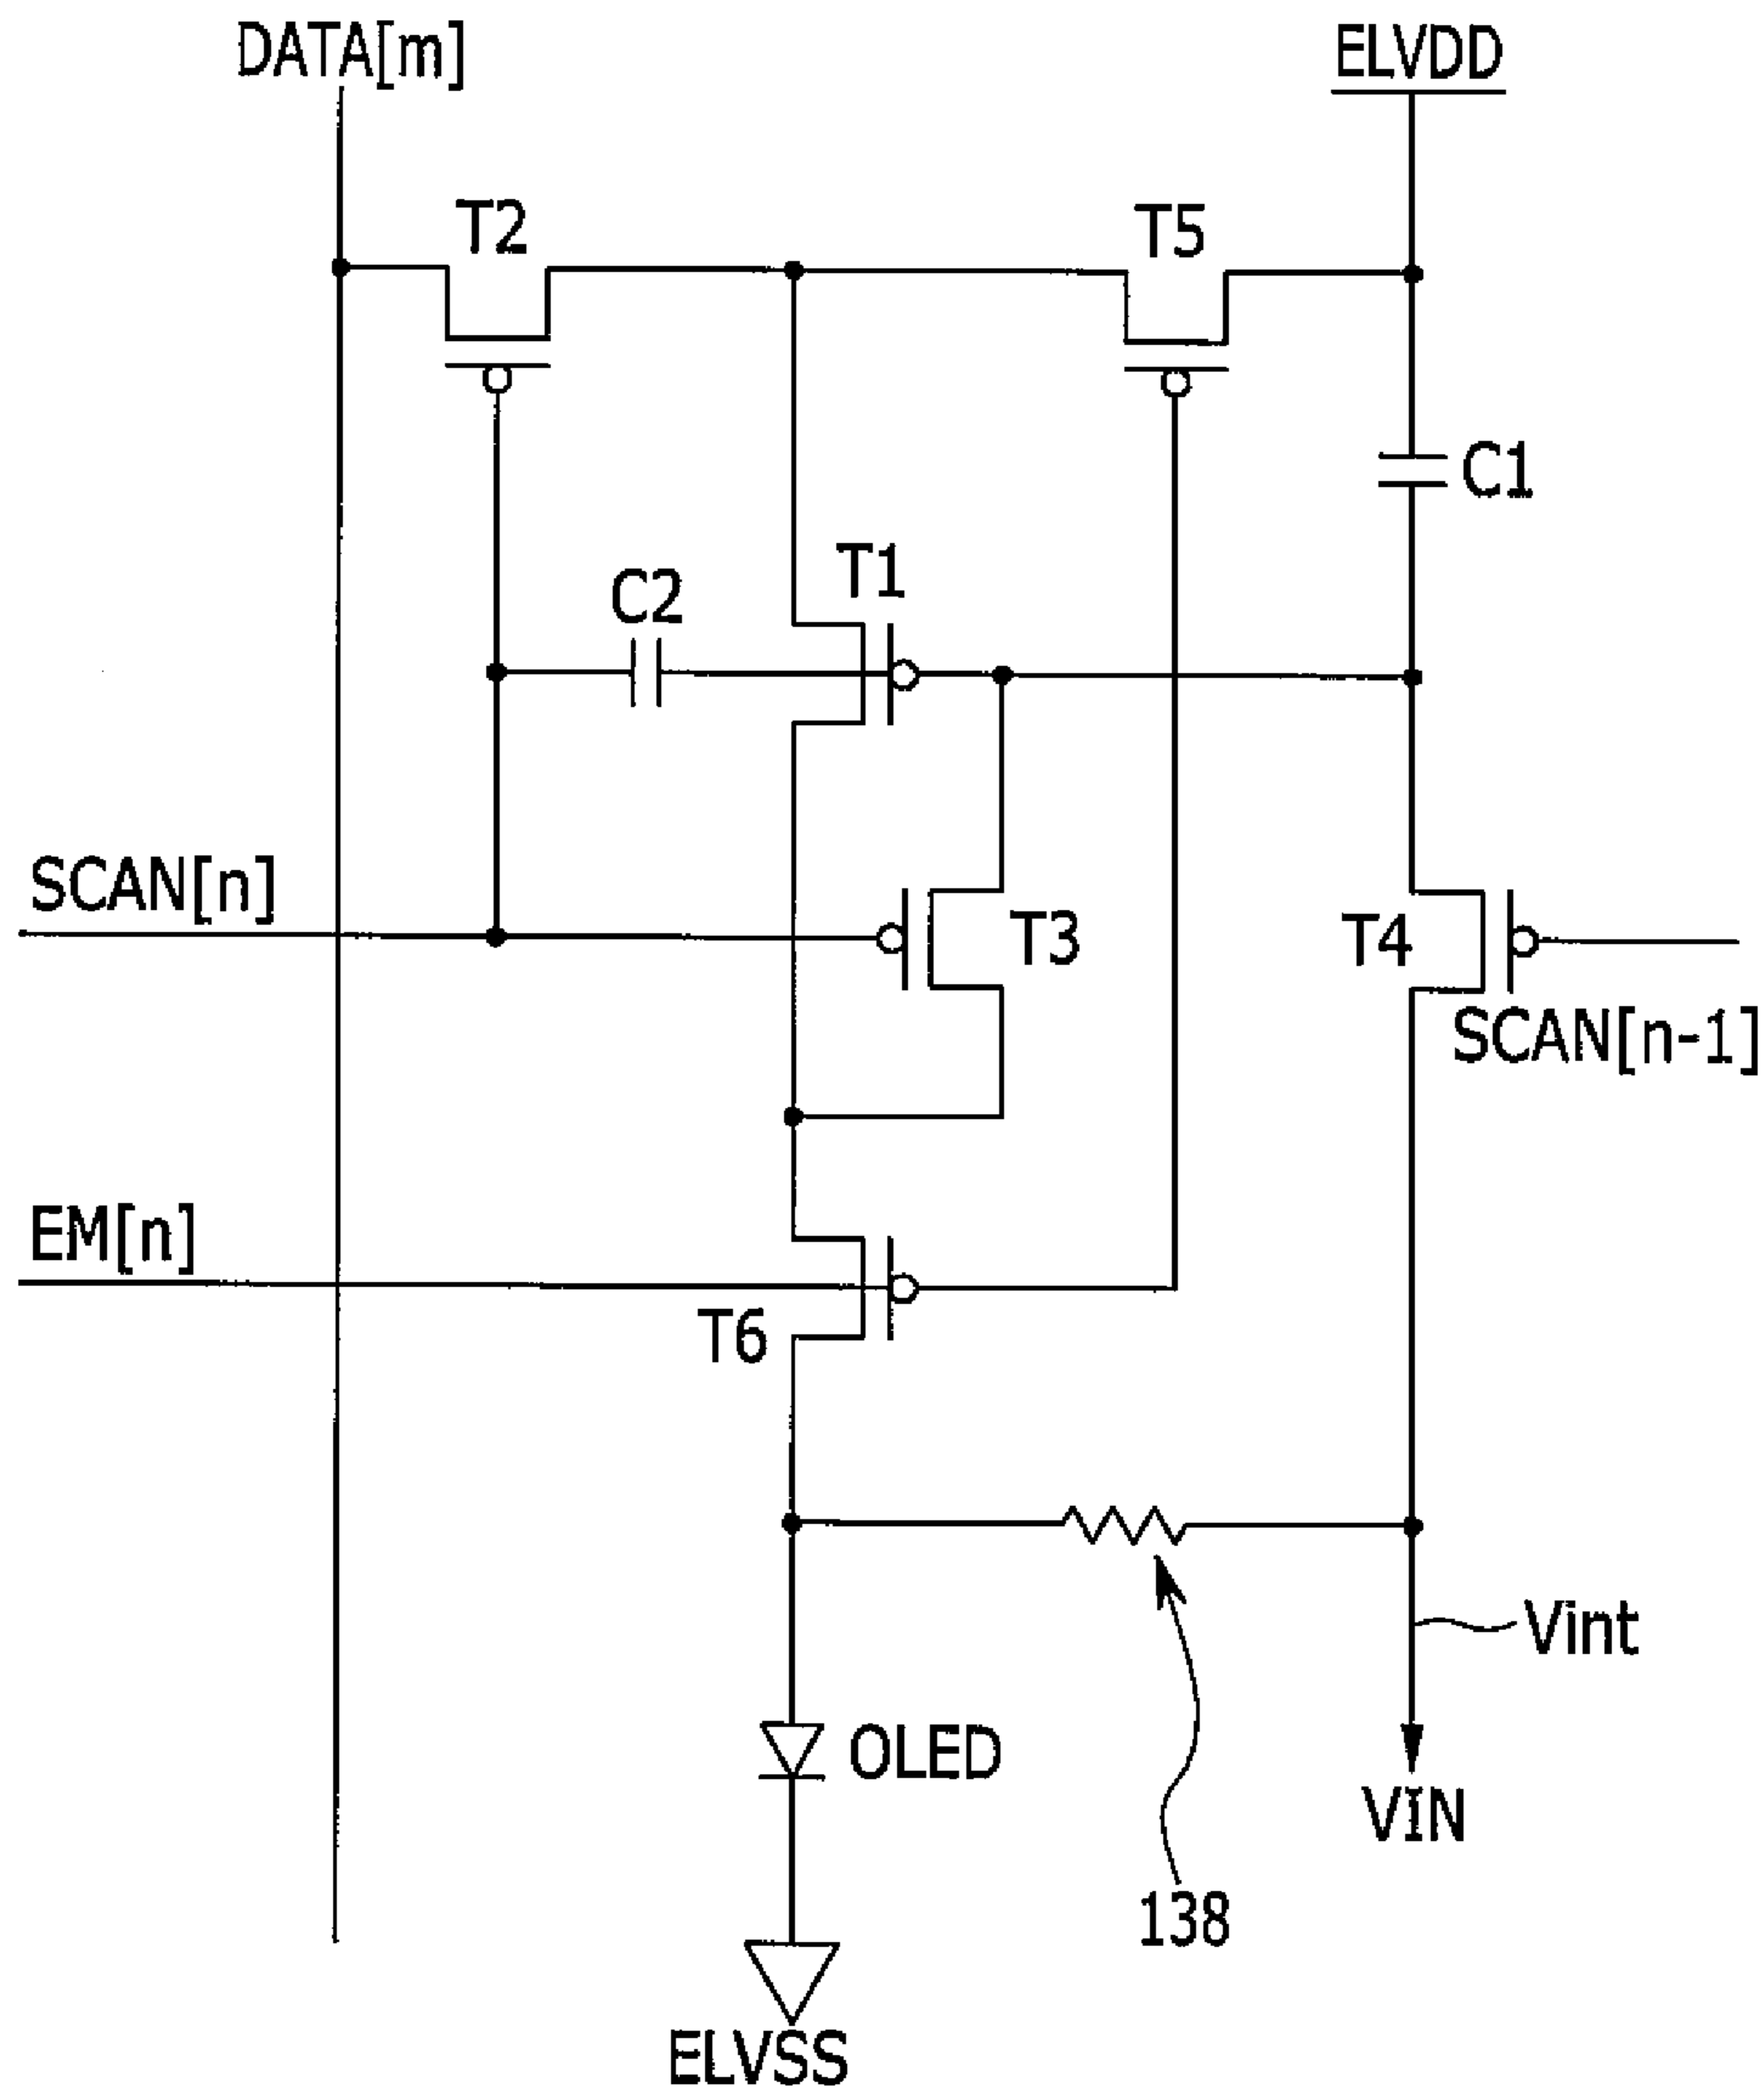 DATA[m]
ELVDD
T2
T5
C1
T1
C2
SCAN[n]
T3
T4
SCAN[n-1]
EM[n]
T6
Vint
OLED
VIN
138
ELVSS